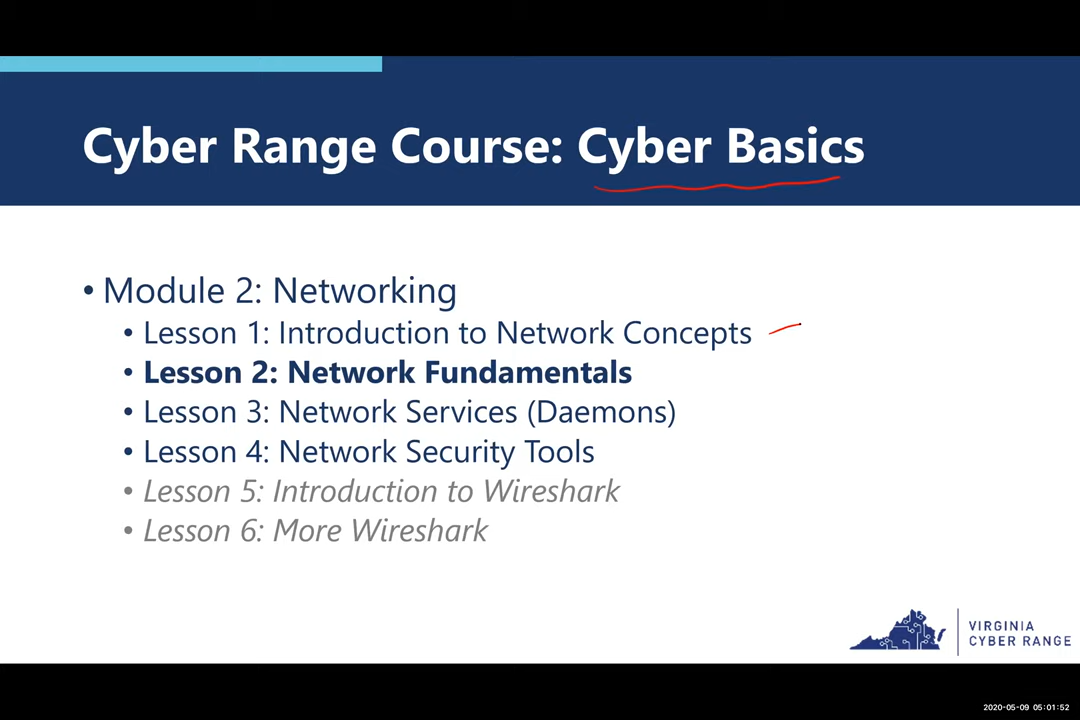 Cyber Range Course: Cyber Basics
• Module 2: Networking
• Lesson 1: Introduction to Network Concepts
• Lesson 2: Network Fundamentals
• Lesson 3: Network Services (Daemons)
• Lesson 4: Network Security Tools
• Lesson 5: Introduction to Wireshark
• Lesson 6: More Wireshark
VIRGINIA
CYBER RANGE
2020-05-09 05:01:52